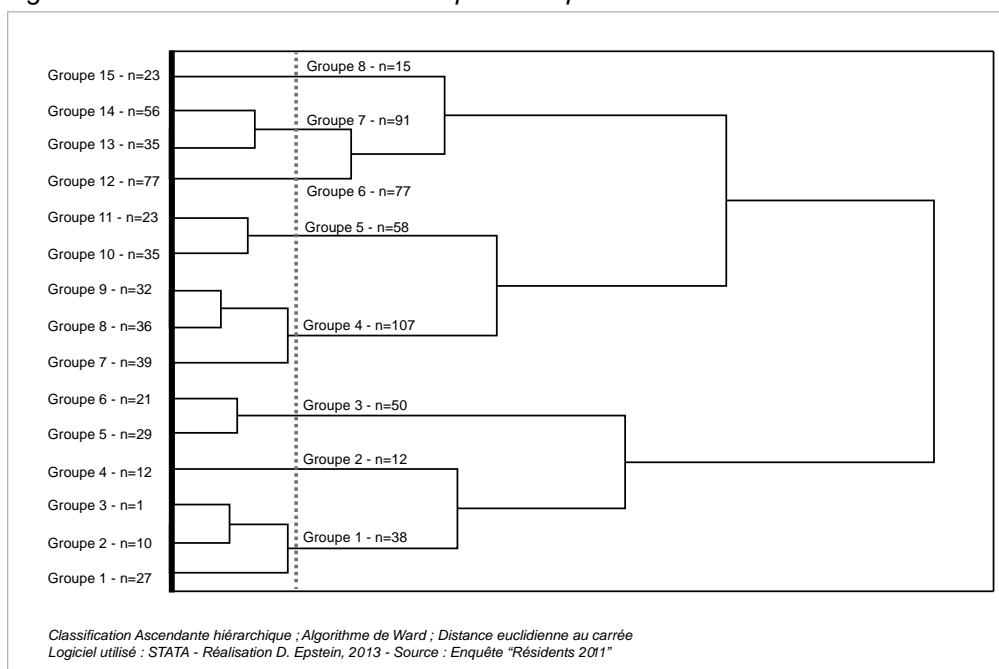 Groupe 15 - n=23
Groupe 14 - n=56
Groupe 13 - n=35
Groupe 12 - n=77
Groupe 11 - n=23
Groupe 10 - n=35
Groupe 9 - n=32
Groupe 8 - n=36
Groupe 7 - n=39
Groupe 6 - n=21
Groupe 5 - n=29
Groupe 4 - n=12
Groupe 3 - n=1
Groupe 2 - n=10
Groupe 1 - n=27
Groupe 8 - n=15
Groupe 7 - n=91
Groupe 6 - n=77
Groupe 5 - n=58
Groupe 4 - n=107
Groupe 3 - n=50
Groupe 2 - n=12
Groupe 1 - n=38
Classification Ascendante hiérarchique ; Algorithme de Ward ; Distance euclidienne au carrée
Logiciel utilisé : STATA - Réalisation D. Epstein, 2013 - Source : Enquête “Résidents 2011”